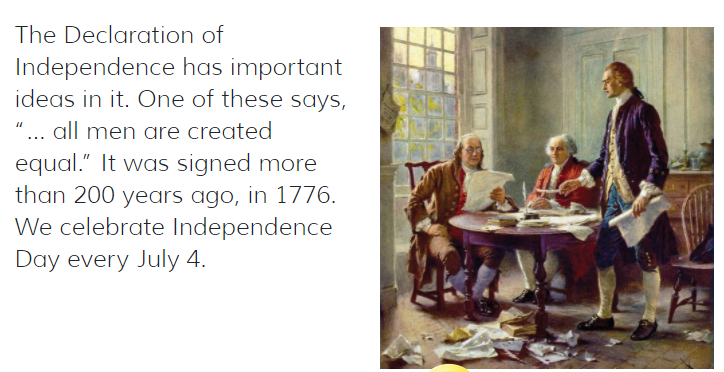 The Declaration of
Independence has important
ideas in it. One of these says,
“... all men are created
equal.” It was signed more
than 200 years ago, in 1776.
We celebrate Independence
Day every July 4.